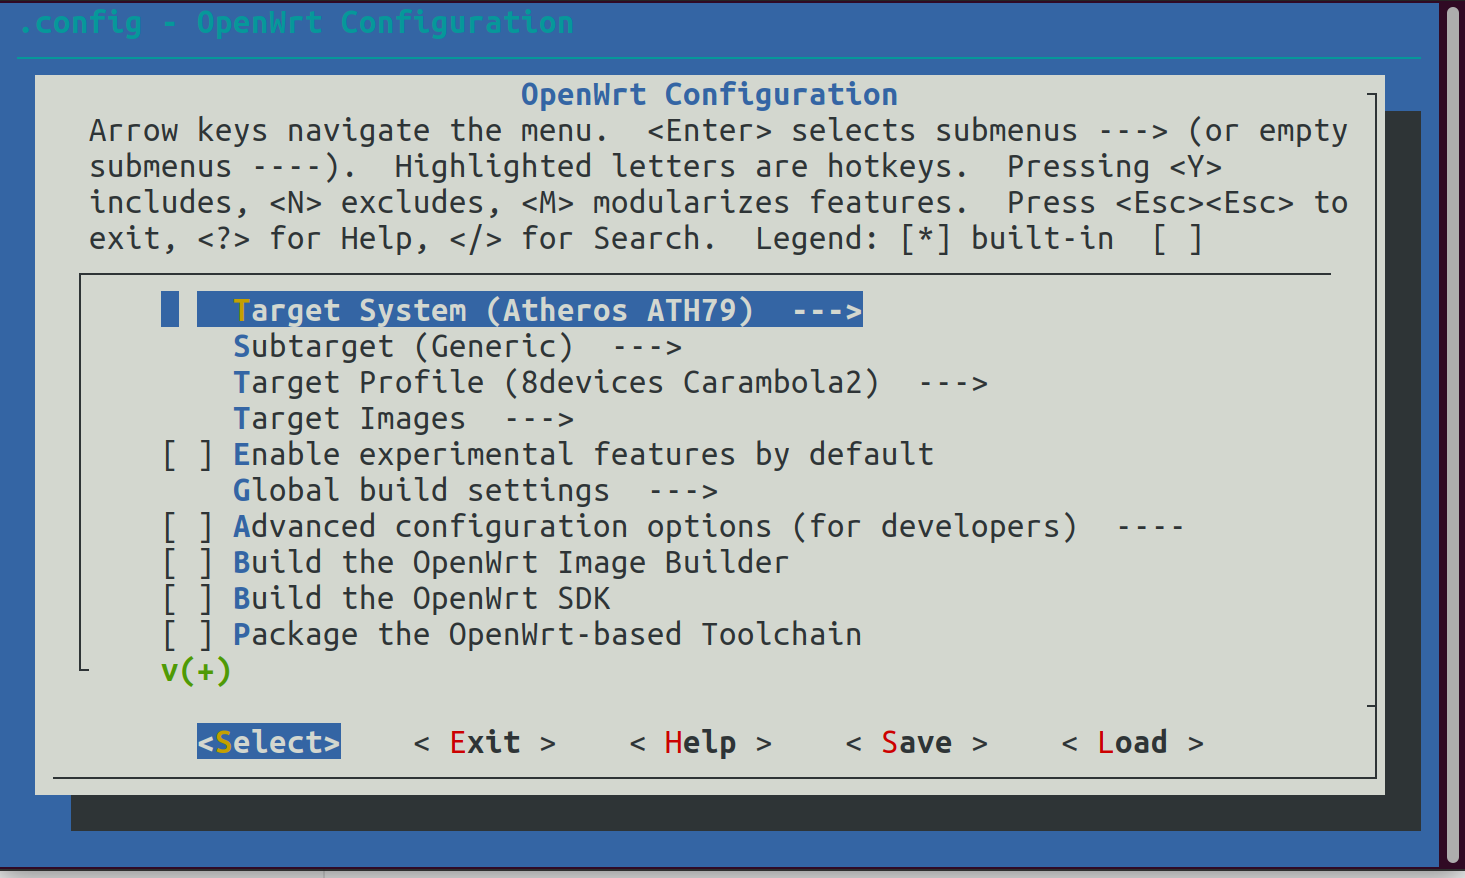 .config - OpenWrt Configuration
OpenWrt Configuration
Arrow keys navigate the menu.  <Enter> selects submenus ---> (or empty
submenus ----).  Highlighted letters are hotkeys.  Pressing <Y>
includes, <N> excludes, <M> modularizes features.  Press <Esc><Esc> to
exit, <?> for Help, </> for Search.  Legend: [*] built-in  [ ]
Target System (Atheros ATH79)  --->
Subtarget (Generic)  --->
Target Profile (8devices Carambola2)  --->
Target Images  --->
[ ] Enable experimental features by default
Global build settings  --->
[ ] Advanced configuration options (for developers)  ----
[ ] Build the OpenWrt Image Builder
[ ] Build the OpenWrt SDK
[ ] Package the OpenWrt-based Toolchain
v(+)
<Select>    < Exit >    < Help >    < Save >    < Load >